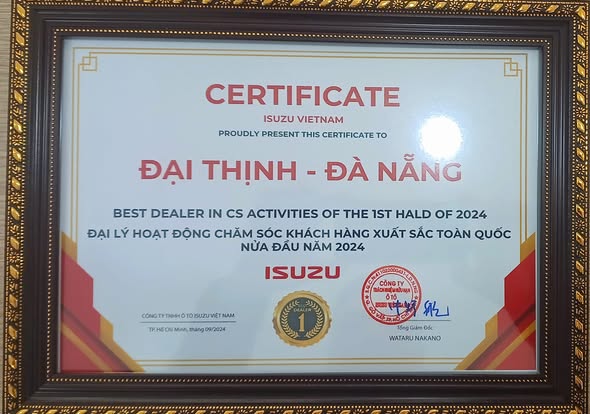 CERTIFICATE
ISUZU VIETNAM
PROUDLY PRESENT THIS CERTIFICATE TO
ĐẠI THỊNH - ĐÀ NẴNG
BEST DEALER IN CS ACTIVITIES OF THE 1ST HALD OF 2024
ĐẠI LÝ HOẠT ĐỘNG CHĂM SÓC KHÁCH HÀNG XUẤT SẮC TOÀN QUỐC
NỬA ĐẦU NĂM 2024
ISUZU
CÔNG TY TNHH Ô TÔ ISUZU VIỆT NAM
TP. Hồ Chí Minh, tháng 09/2024
DEALER
1
CÔNG TY
Ô TÔ
Tổng Giám Đốc
WATARU NAKANO